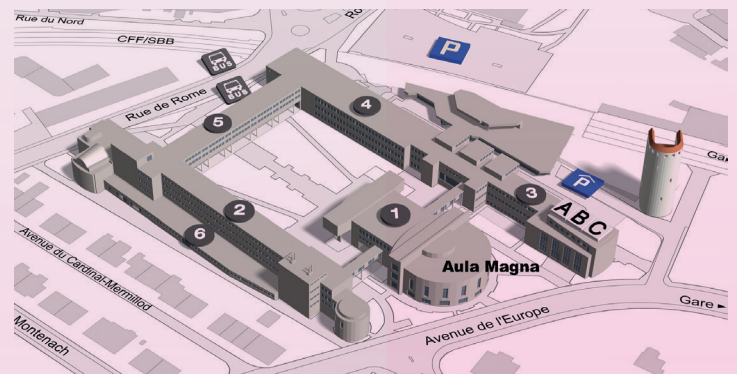 Rue du Nord
CFF/SBB
Ro
P
BUS
BUS
Rue de Rome
4
5
Ga
P
3
2
1
ABC
6
Aula Magna
Avenue du Cardinal-Mermillod
Gare
Avenue de l'Europe
Montenach